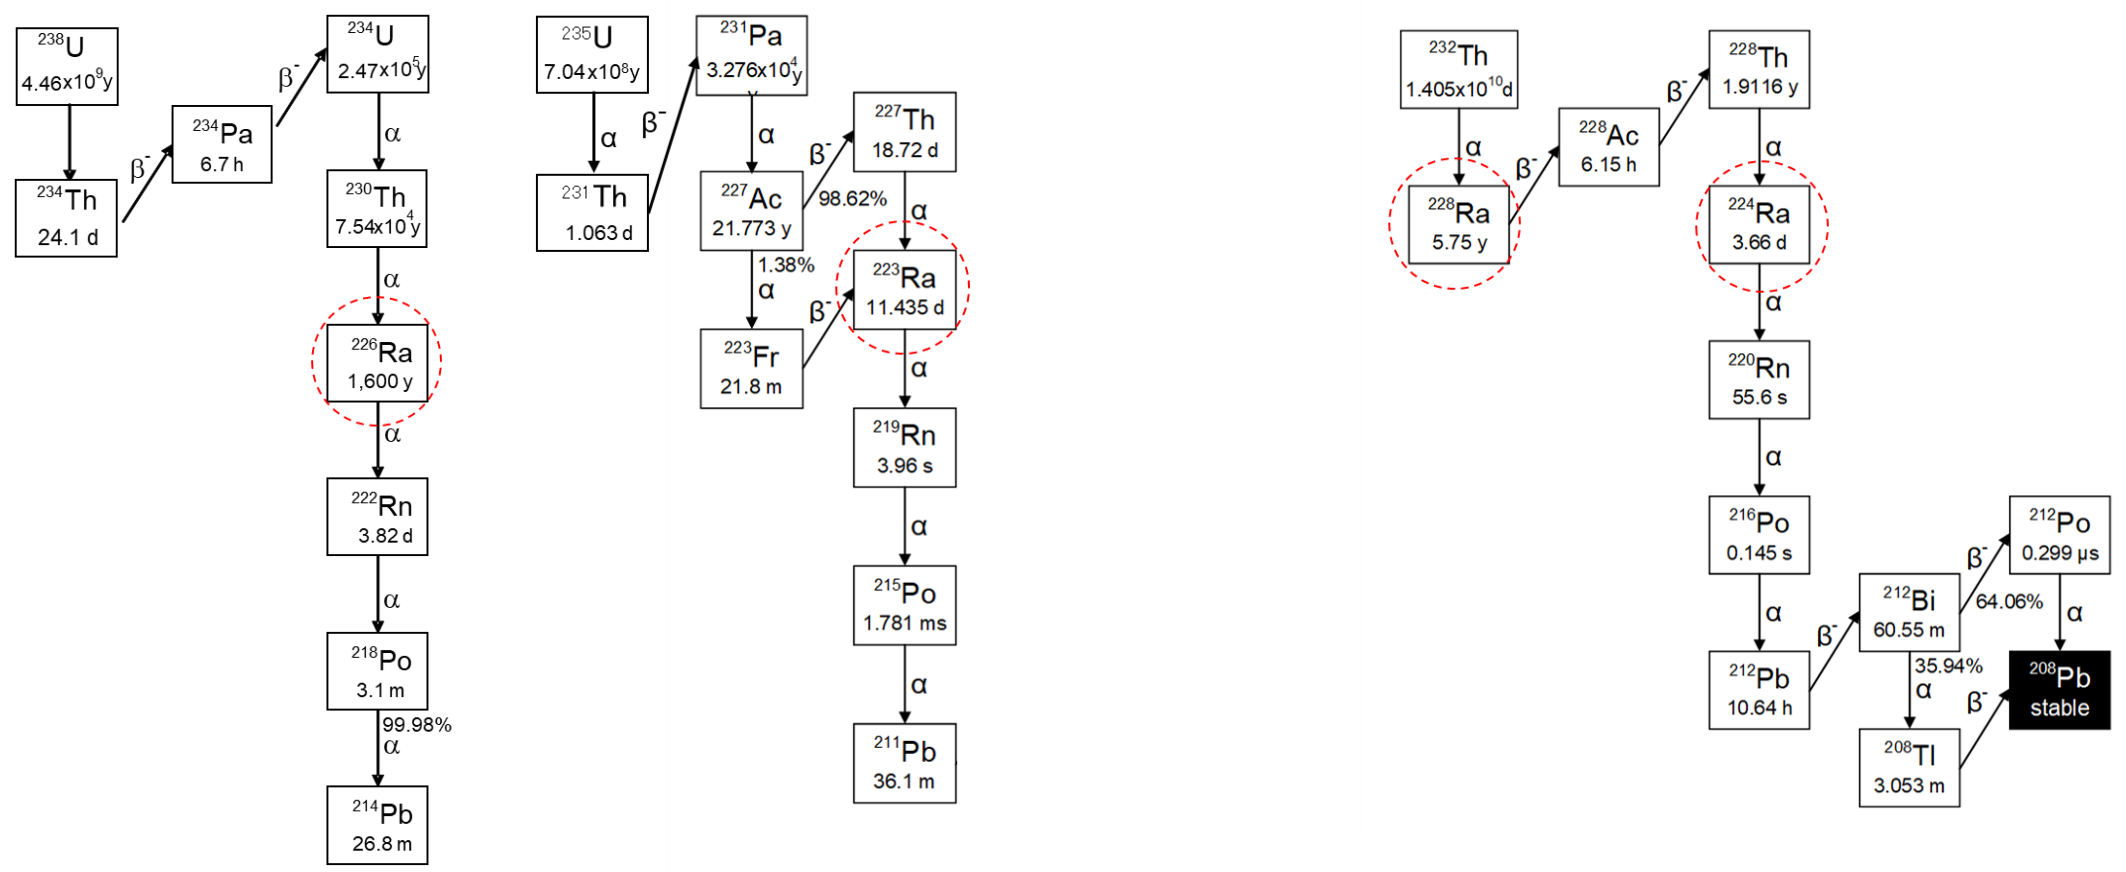 ²³⁸U
4.46x10⁹y
²³⁴Th
24.1 d
β⁻
²³⁴Pa
6.7 h
β⁻
²³⁴U
2.47x10⁵y
α
²³⁰Th
7.54x10⁴y
α
²²⁶Ra
1,600 y
α
²²²Rn
3.82 d
α
²¹⁸Po
3.1 m
99.98%
α
²¹⁴Pb
26.8 m
²³⁵U
7.04x10⁸y
α
²³¹Th
1.063 d
β⁻
²³¹Pa
3.276x10⁴y
α
²²⁷Ac
21.773 y
β⁻
98.62%
1.38%
α
²²⁷Th
18.72 d
α
²²³Fr
21.8 m
β⁻
²²³Ra
11.435 d
α
²¹⁹Rn
3.96 s
α
²¹⁵Po
1.781 ms
α
²¹¹Pb
36.1 m
²³²Th
1.405x10¹⁰d
α
²²⁸Ra
5.75 y
β⁻
²²⁸Ac
6.15 h
β⁻
²²⁸Th
1.9116 y
α
²²⁴Ra
3.66 d
α
²²⁰Rn
55.6 s
α
²¹⁶Po
0.145 s
α
²¹²Pb
10.64 h
β⁻
²¹²Bi
60.55 m
β⁻
64.06%
35.94%
α
²¹²Po
0.299 µs
α
²⁰⁸Tl
3.053 m
β⁻
²⁰⁸Pb
stable